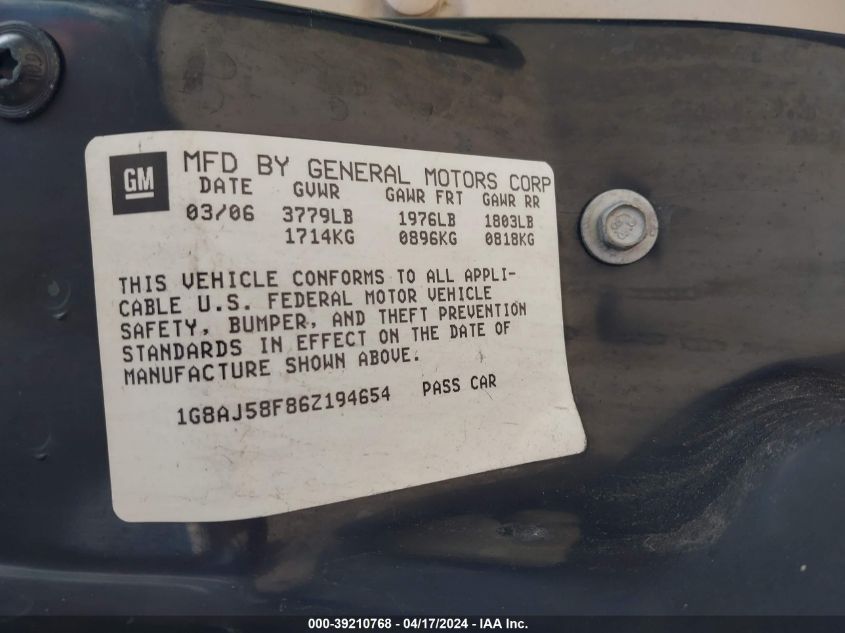 GM
MFD BY GENERAL MOTORS CORP
DATE GVWR GAWR FRT GAWR RR
03/06 3779LB 1976LB 1803LB
1714KG 0896KG 0818KG
THIS VEHICLE CONFORMS TO ALL APPLI-
CABLE U.S. FEDERAL MOTOR VEHICLE
SAFETY, BUMPER, AND THEFT PREVENTION
STANDARDS IN EFFECT ON THE DATE OF
MANUFACTURE SHOWN ABOVE.
1G8AJ58F86Z194654 PASS CAR
000-39210768 - 04/17/2024 - IAA Inc.